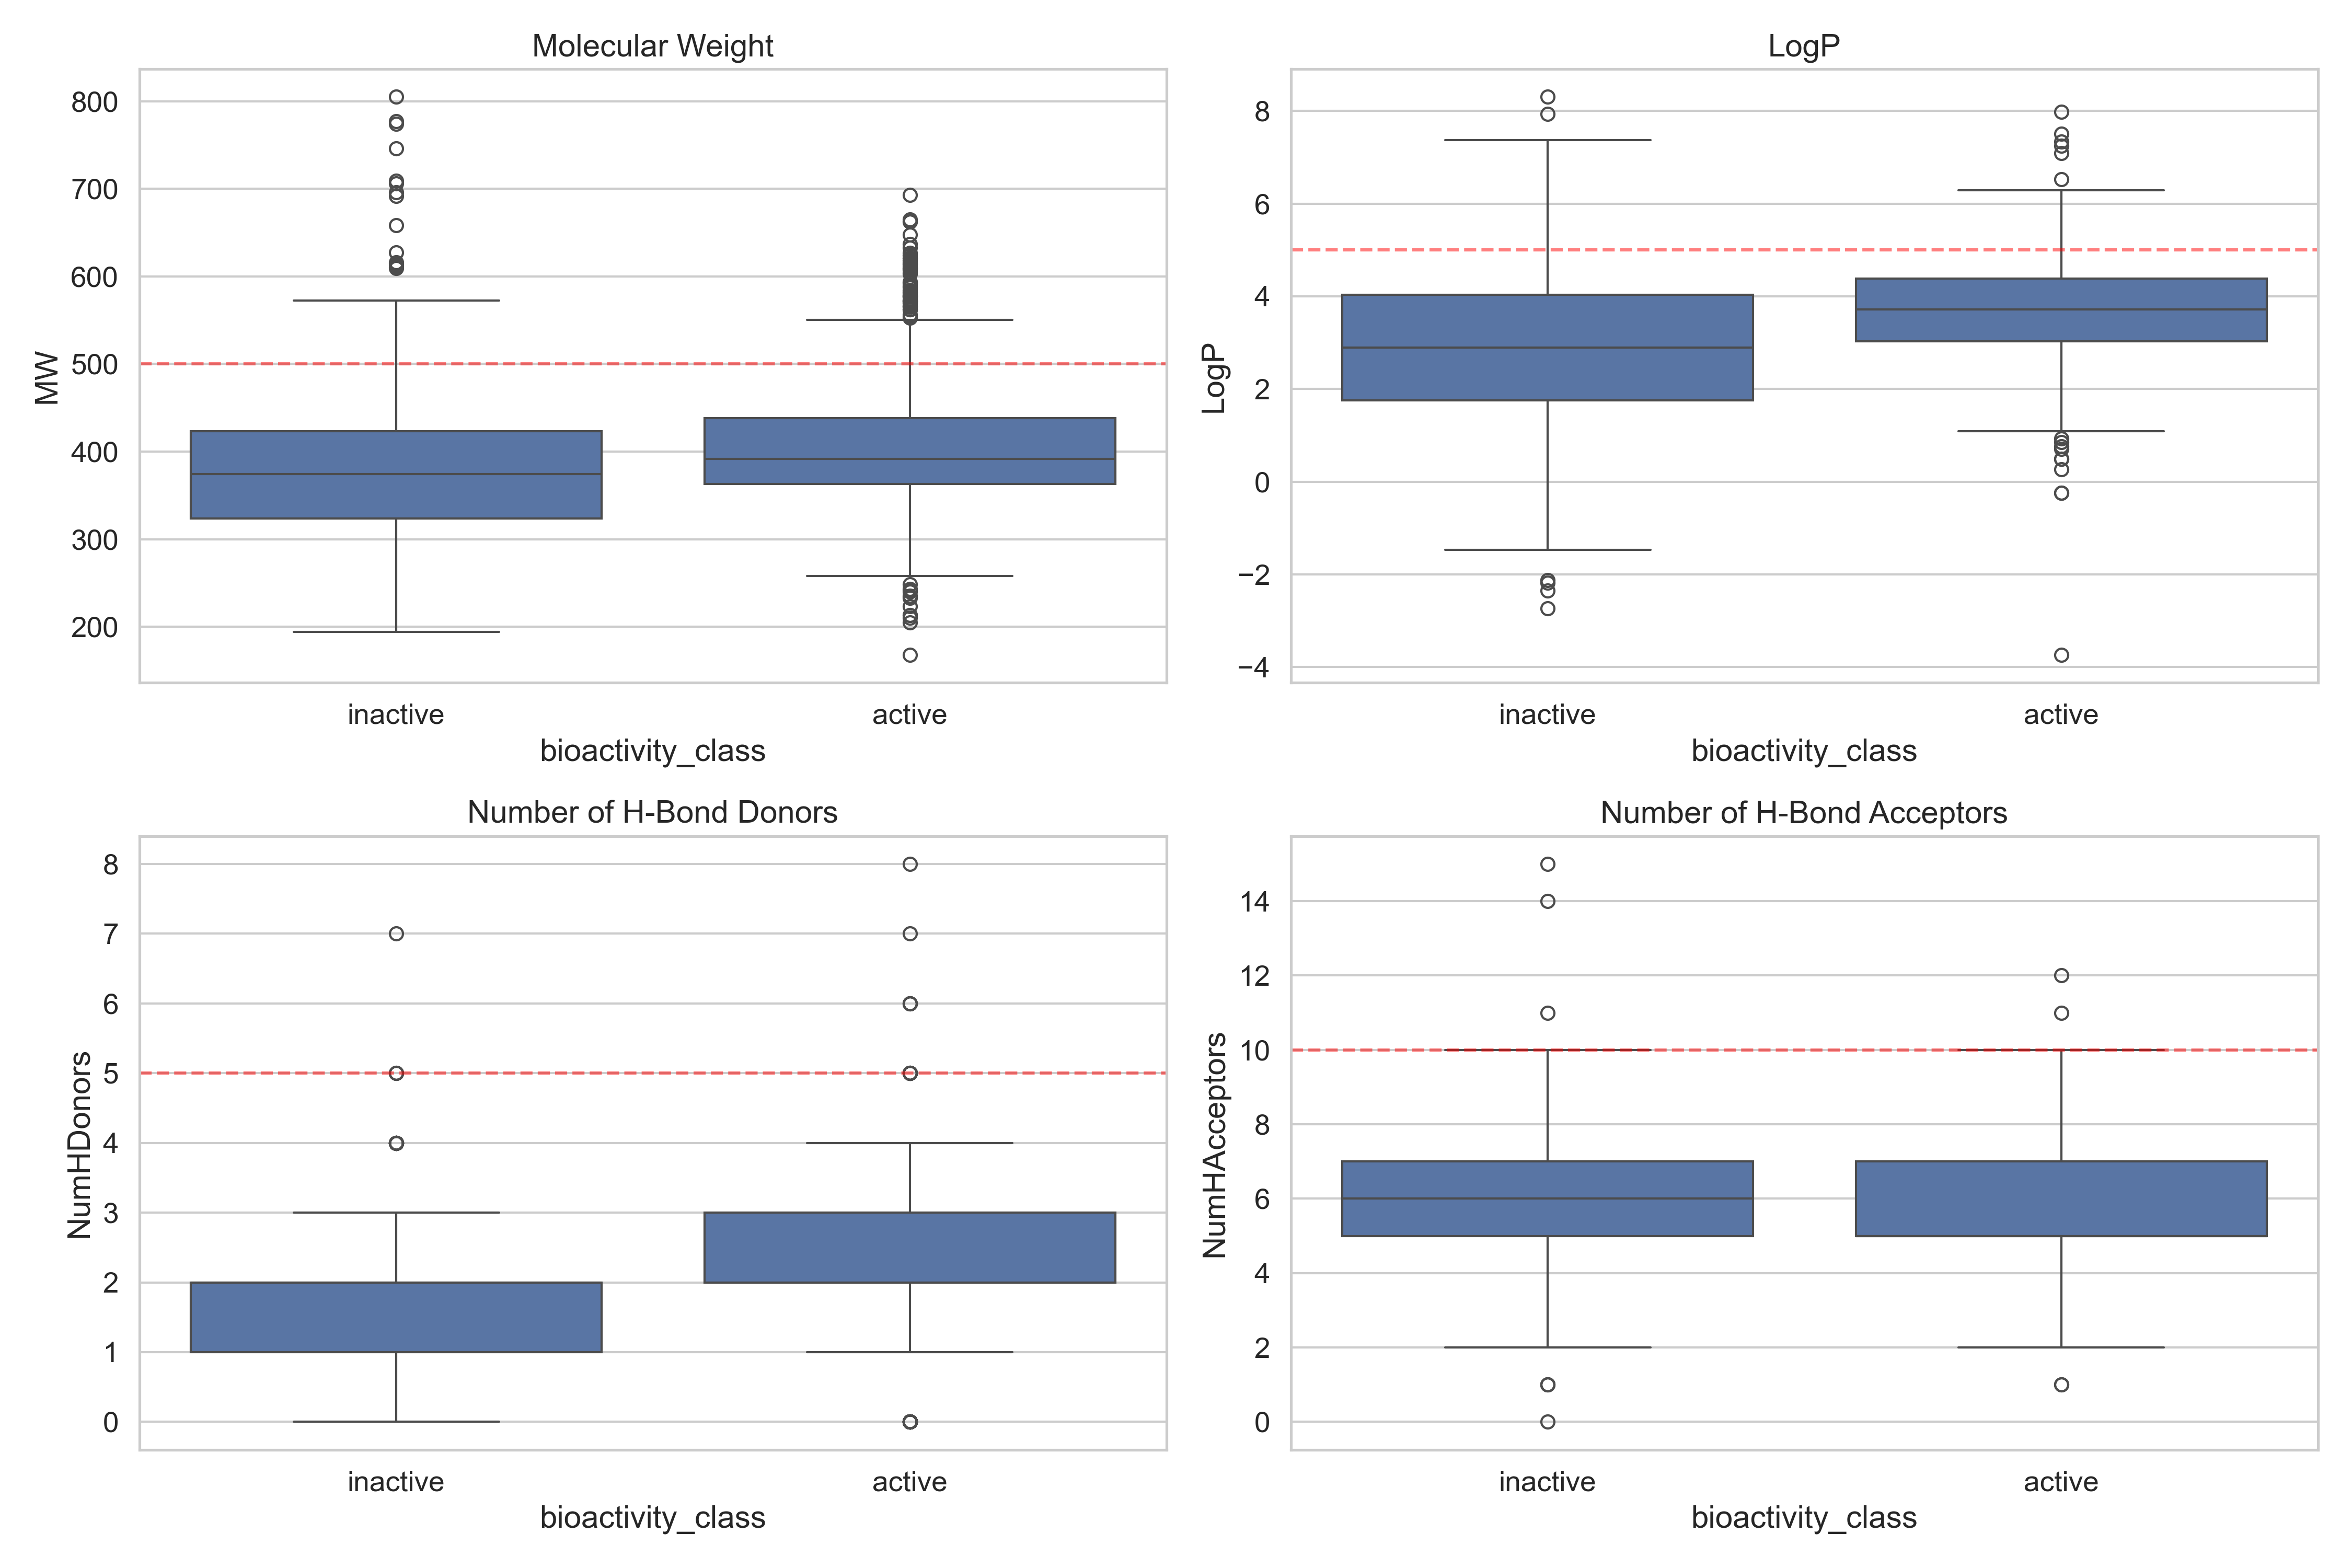 Molecular Weight
800
700
600
500
400
300
200
MW
inactive
active
bioactivity_class
LogP
8
6
4
2
0
−2
−4
LogP
inactive
active
bioactivity_class
Number of H-Bond Donors
8
7
6
5
4
3
2
1
0
NumHDonors
inactive
active
bioactivity_class
Number of H-Bond Acceptors
14
12
10
8
6
4
2
0
NumHAcceptors
inactive
active
bioactivity_class